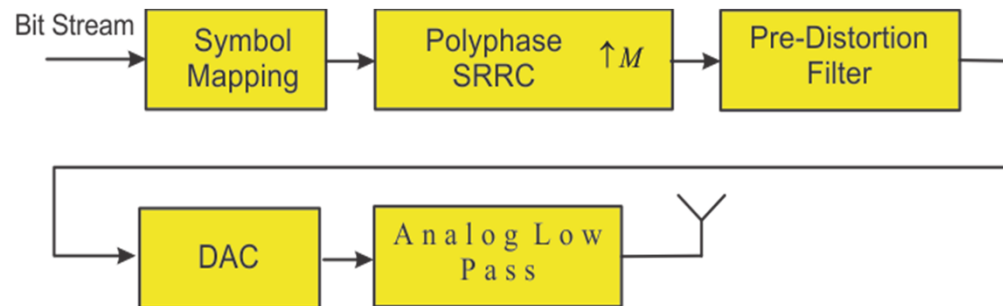 Bit Stream
Symbol
Mapping
Polyphase
SRRC ↑M
Pre-Distortion
Filter
DAC
Analog Low
Pass